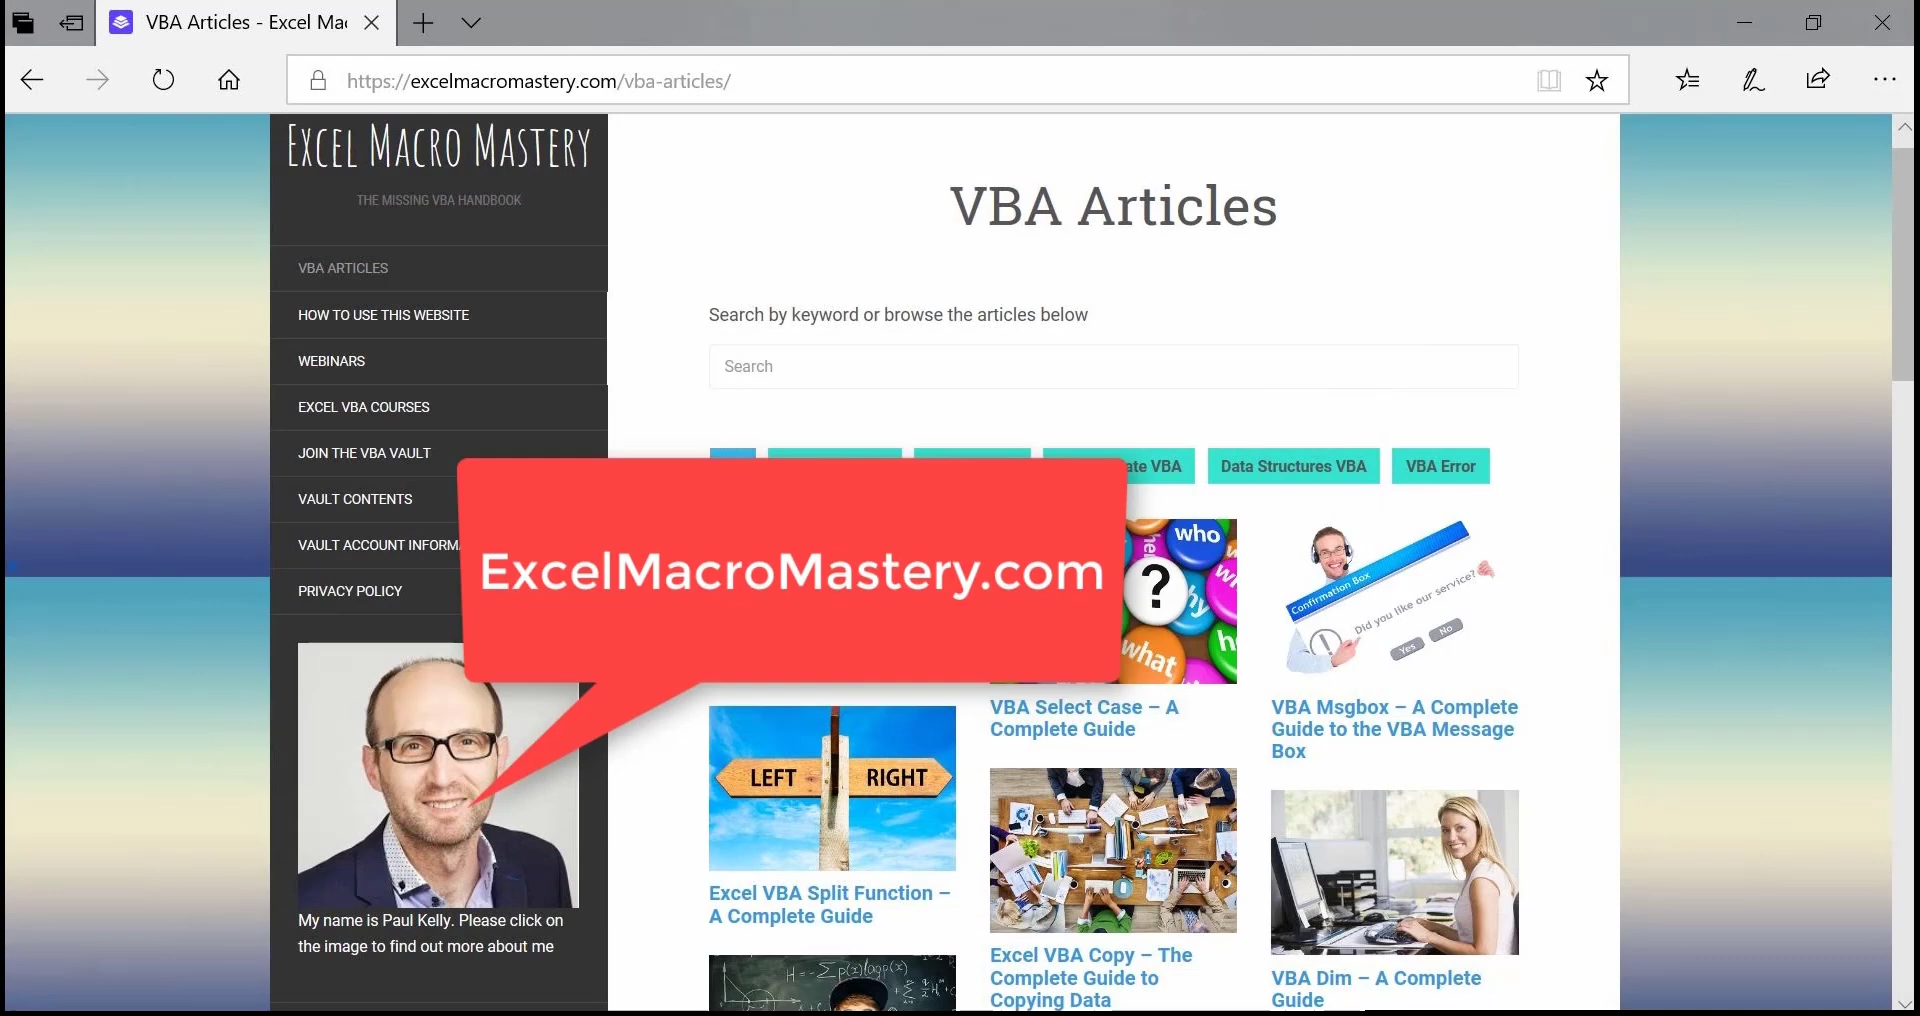 VBA Articles - Excel Mac
https://excelmacromastery.com/vba-articles/
EXCEL MACRO MASTERY
THE MISSING VBA HANDBOOK
VBA ARTICLES
HOW TO USE THIS WEBSITE
WEBINARS
EXCEL VBA COURSES
JOIN THE VBA VAULT
VAULT CONTENTS
VAULT ACCOUNT INFORMA
PRIVACY POLICY
My name is Paul Kelly. Please click on
the image to find out more about me
VBA Articles
Search by keyword or browse the articles below
Search
ate VBA
Data Structures VBA
VBA Error
ExcelMacroMastery.com
who
?
hy
what
VBA Select Case – A
Complete Guide
Confirmation Box
Did you like our service?
Yes
No
VBA Msgbox – A Complete
Guide to the VBA Message
Box
LEFT
RIGHT
Excel VBA Split Function –
A Complete Guide
Excel VBA Copy – The
Complete Guide to
Copying Data
VBA Dim – A Complete
Guide